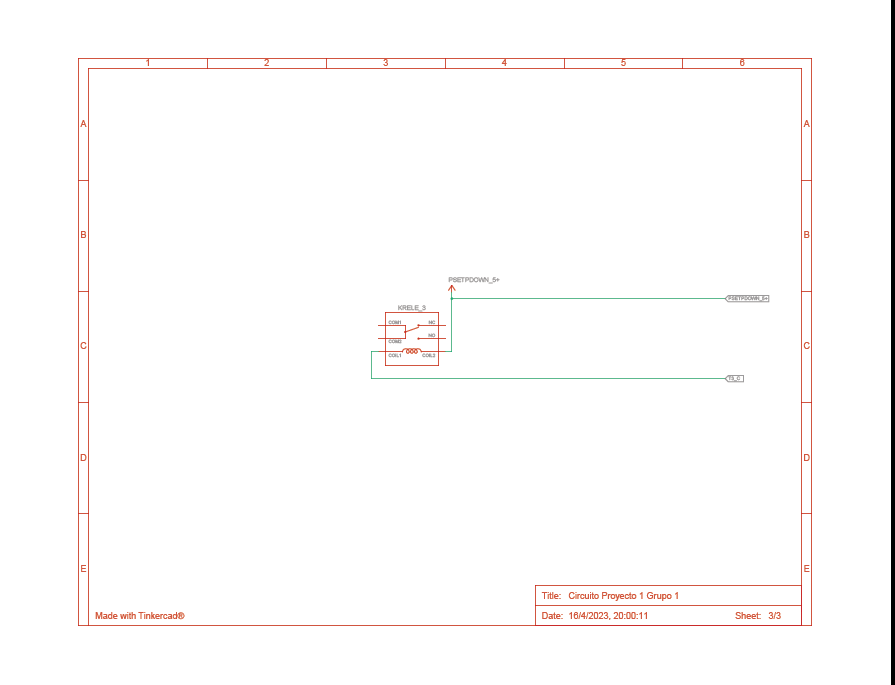 1 2 3 4 5 6
A A
B B
PSETPDOWN_5+
PSETPDOWN_5+
KRELE_3
COM1 NC
NO
COM2
C C
COIL1 COIL2
D D
E E
Title: Circuito Proyecto 1 Grupo 1
Made with Tinkercad®
Date: 16/4/2023, 20:00:11 Sheet: 3/3